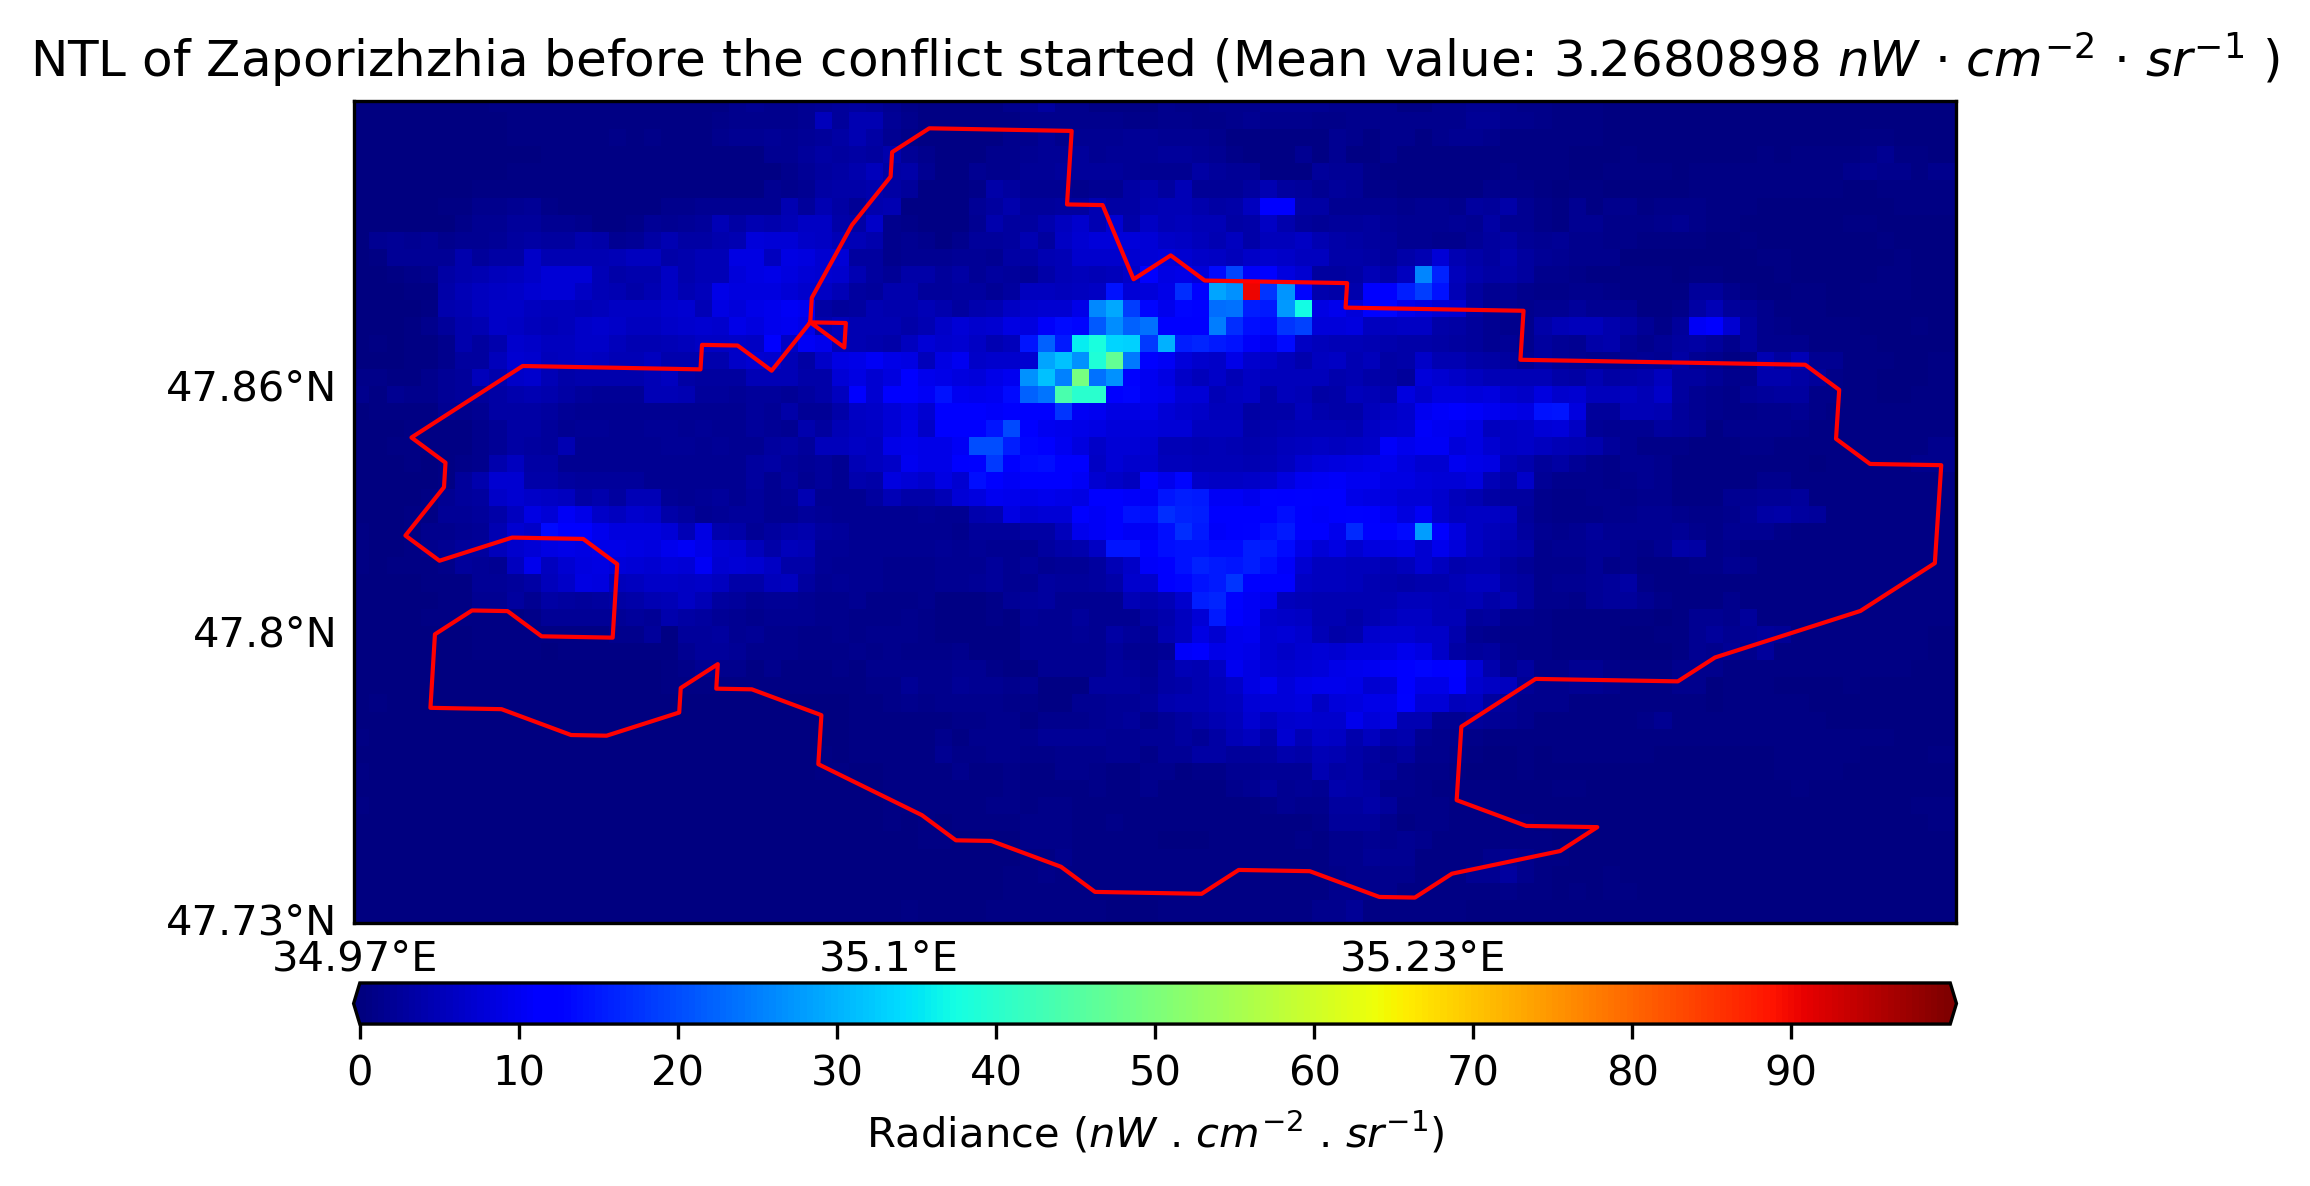 NTL of Zaporizhzhia before the conflict started (Mean value: 3.2680898 nW · cm⁻² · sr⁻¹ )
47.86°N
47.8°N
47.73°N
34.97°E 35.1°E 35.23°E
0 10 20 30 40 50 60 70 80 90
Radiance (nW . cm⁻² . sr⁻¹)